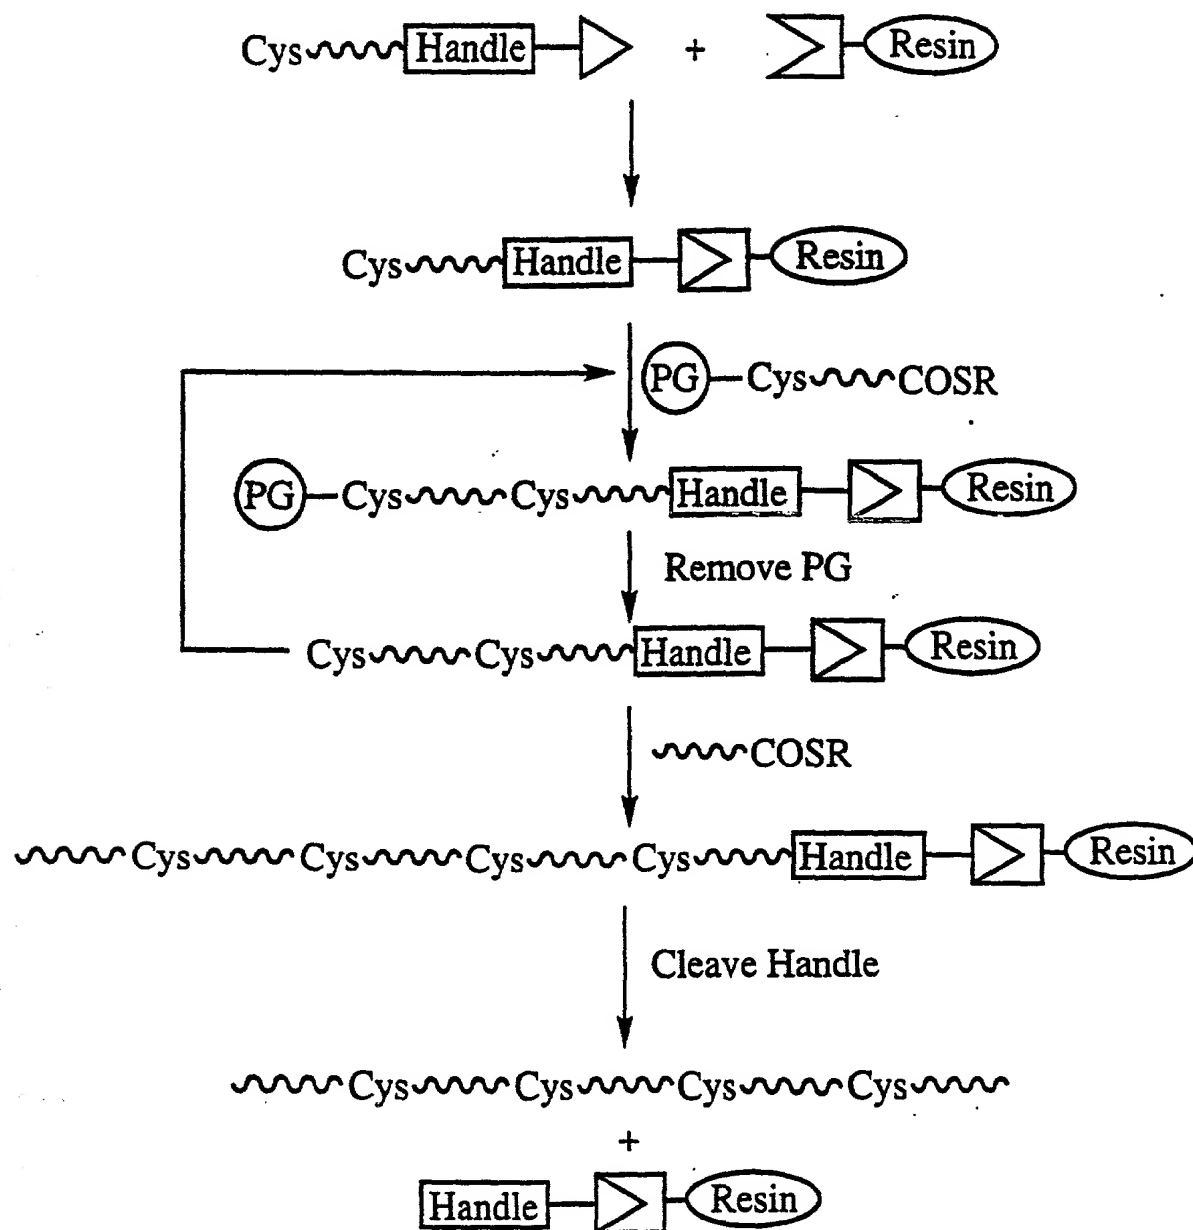 Cys Handle + Resin
Cys Handle Resin
PG Cys COSR
PG Cys Cys Handle Resin
Remove PG
Cys Cys Handle Resin
COSR
Cys Cys Cys Cys Handle Resin
Cleave Handle
Cys Cys Cys Cys
+
Handle Resin